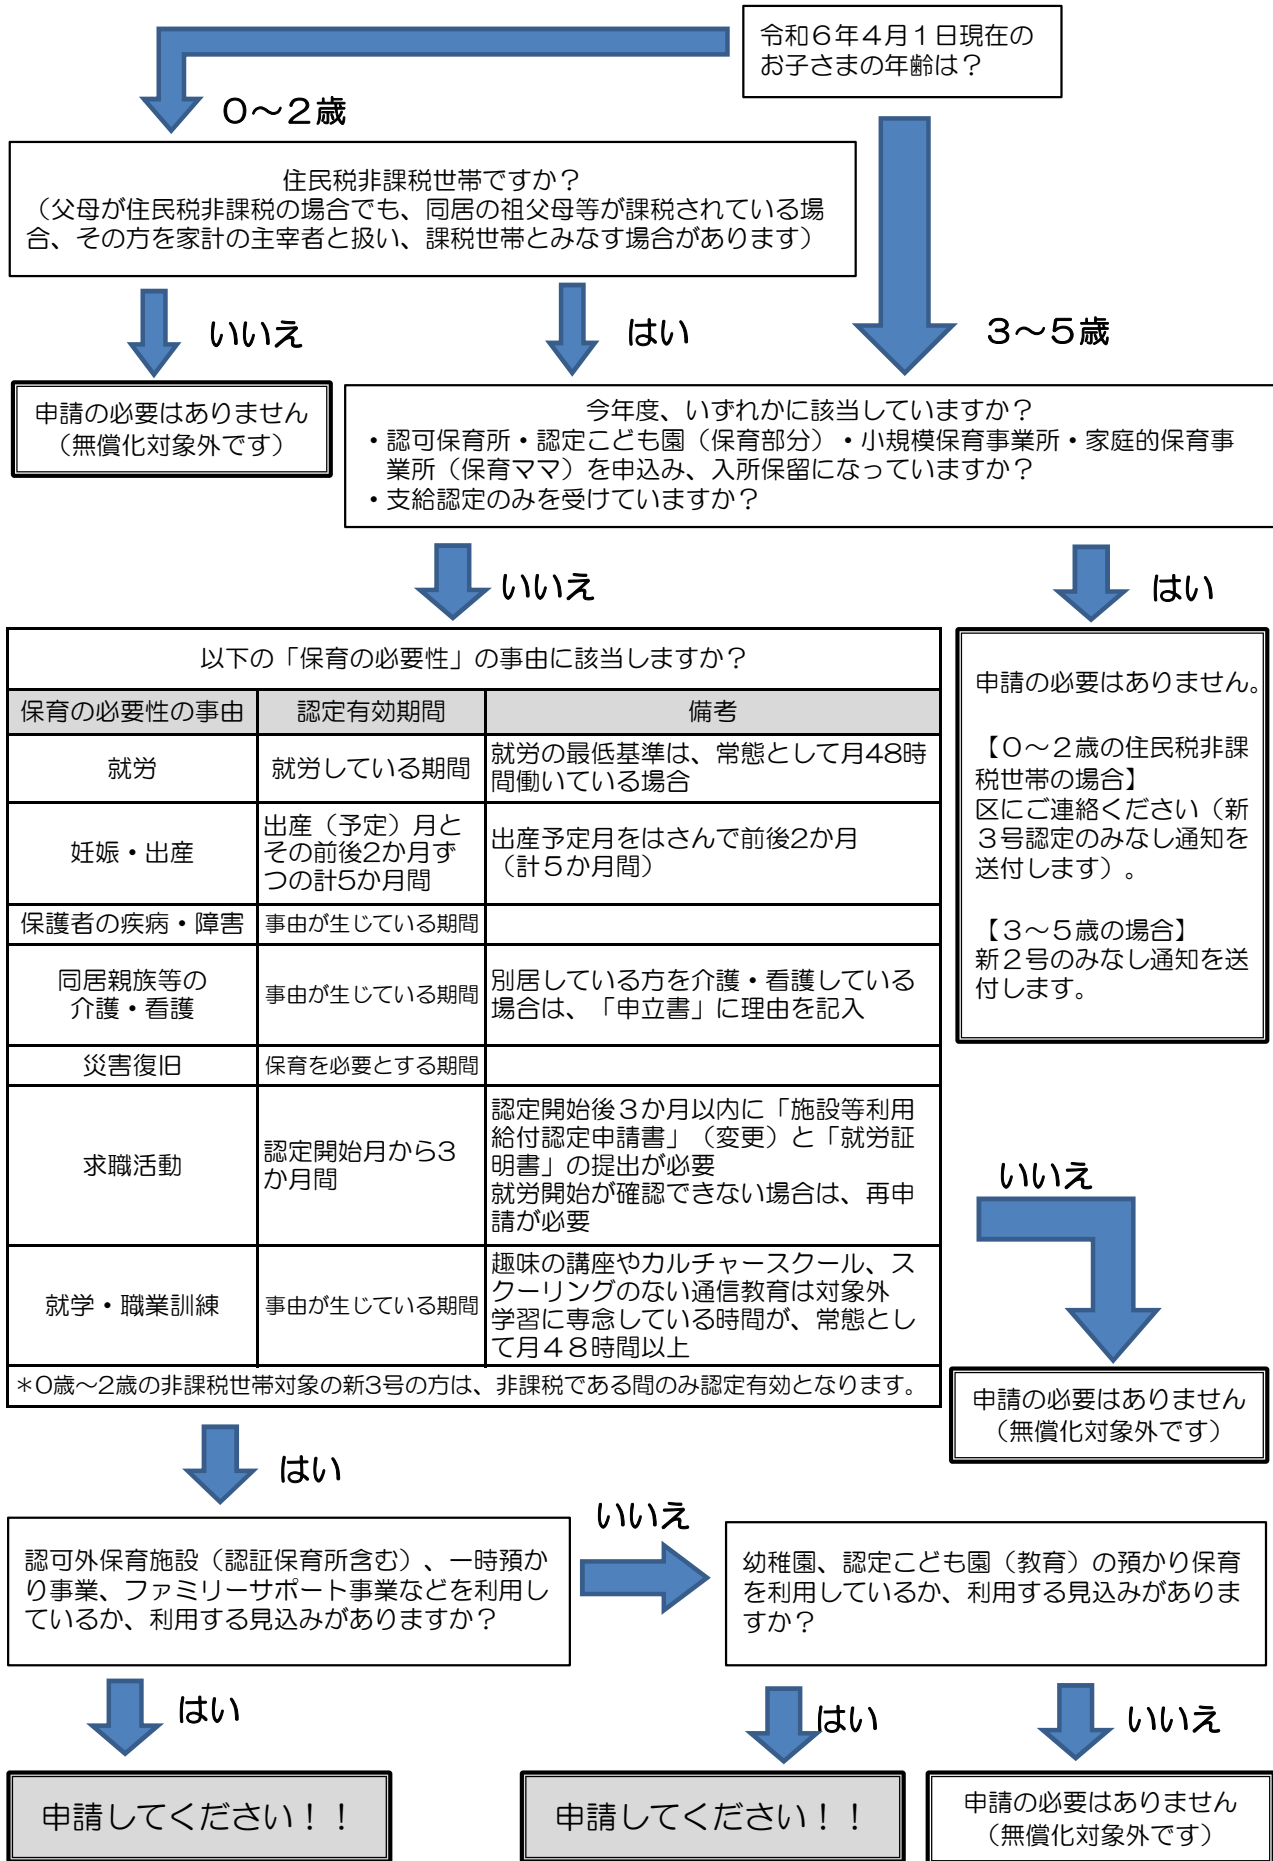 令和６年４月１日現在の
お子さまの年齢は？
０～２歳
住民税非課税世帯ですか？
（父母が住民税非課税の場合でも、同居の祖父母等が課税されている場
合、その方を家計の主宰者と扱い、課税世帯とみなす場合があります）
いいえ
はい
３～５歳
申請の必要はありません
（無償化対象外です）
今年度、いずれかに該当していますか？
・認可保育所・認定こども園（保育部分）・小規模保育事業所・家庭的保育事
業所（保育ママ）を申込み、入所保留になっていますか？
・支給認定のみを受けていますか？
いいえ
はい
以下の「保育の必要性」の事由に該当しますか？
保育の必要性の事由
認定有効期間
備考
就労
就労している期間
就労の最低基準は、常態として月48時
間働いている場合
妊娠・出産
出産（予定）月と
その前後2か月ず
つの計5か月間
出産予定月をはさんで前後2か月
（計５か月間）
保護者の疾病・障害
事由が生じている期間
同居親族等の
介護・看護
事由が生じている期間
別居している方を介護・看護している
場合は、「申立書」に理由を記入
災害復旧
保育を必要とする期間
求職活動
認定開始月から3
か月間
認定開始後３か月以内に「施設等利用
給付認定申請書」（変更）と「就労証
明書」の提出が必要
就労開始が確認できない場合は、再申
請が必要
就学・職業訓練
事由が生じている期間
趣味の講座やカルチャースクール、ス
クーリングのない通信教育は対象外
学習に専念している時間が、常態とし
て月４８時間以上
＊0歳～2歳の非課税世帯対象の新3号の方は、非課税である間のみ認定有効となります。
申請の必要はありません。
【０～２歳の住民税非課
税世帯の場合】
区にご連絡ください（新
３号認定のみなし通知を
送付します）。
【３～５歳の場合】
新２号のみなし通知を送
付します。
いいえ
申請の必要はありません
（無償化対象外です）
はい
認可外保育施設（認証保育所含む）、一時預か
り事業、ファミリーサポート事業などを利用し
ているか、利用する見込みがありますか？
いいえ
幼稚園、認定こども園（教育）の預かり保育
を利用しているか、利用する見込みがありま
すか？
はい
はい
いいえ
申請してください！！
申請してください！！
申請の必要はありません
（無償化対象外です）